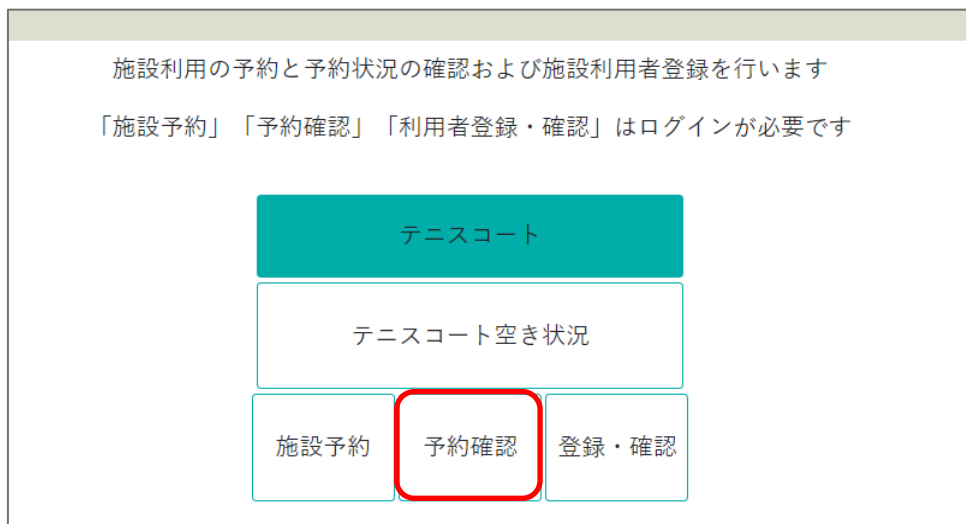 施設利用の予約と予約状況の確認および施設利用者登録を行います
「施設予約」「予約確認」「利用者登録・確認」はログインが必要です
テニスコート
テニスコート空き状況
施設予約 予約確認 登録・確認